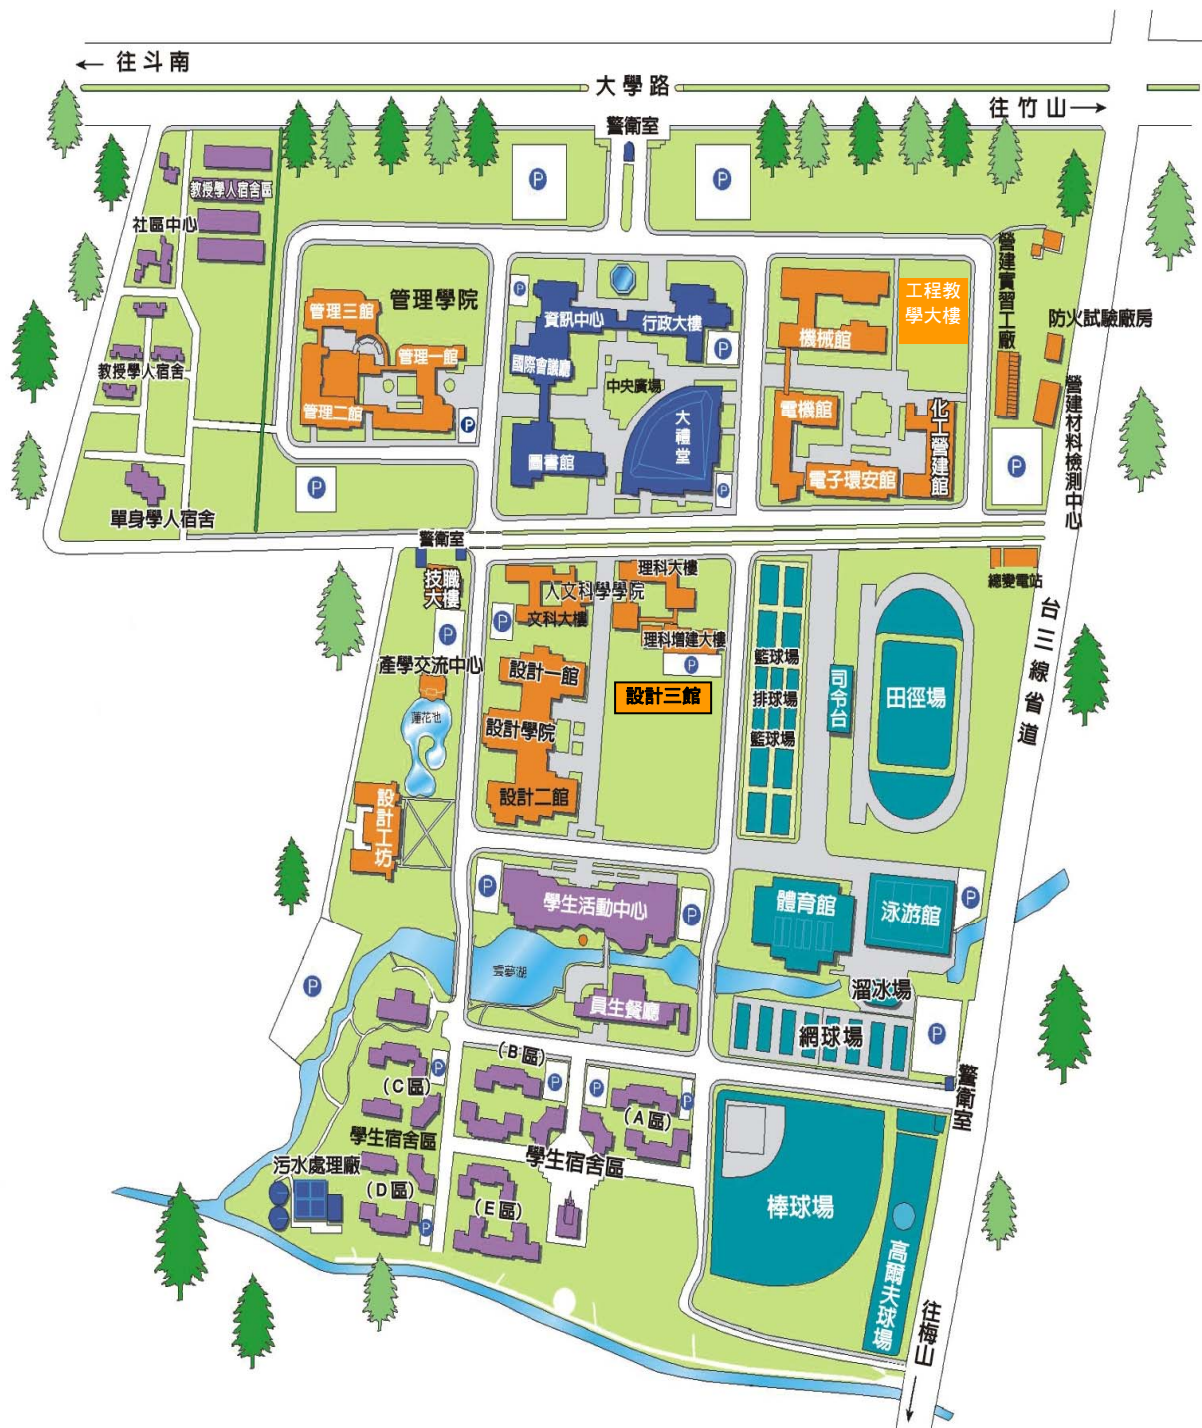 往斗南
大學路
往竹山
警衛室
P
P
教授學人宿舍區
社區中心
教授學人宿舍
單身學人宿舍
管理學院
管理三館
管理一館
管理二館
P
P
P
資訊中心
行政大樓
P
國際會議廳
中央廣場
大禮堂
圖書館
P
機械館
工程教
學大樓
電機館
電子環安館
化工營建館
營建實習工廠
防火試驗廠房
營建材料檢測中心
P
警衛室
技職
大樓
P
產學交流中心
蓮花池
人文科學學院
文科大樓
P
理科大樓
理科增建大樓
P
設計一館
設計學院
設計二館
設計三館
設計工坊
籃球場
排球場
籃球場
司令台
田徑場
總變電站
台三線省道
P
學生活動中心
P
體育館
泳游館
P
雲夢湖
員生餐廳
溜冰場
網球場
P
警衛室
P
(B區)
P
P
P
(A區)
P
(C區)
學生宿舍區
學生宿舍區
污水處理廠
(D區)
P
(E區)
棒球場
高爾夫球場
往梅山